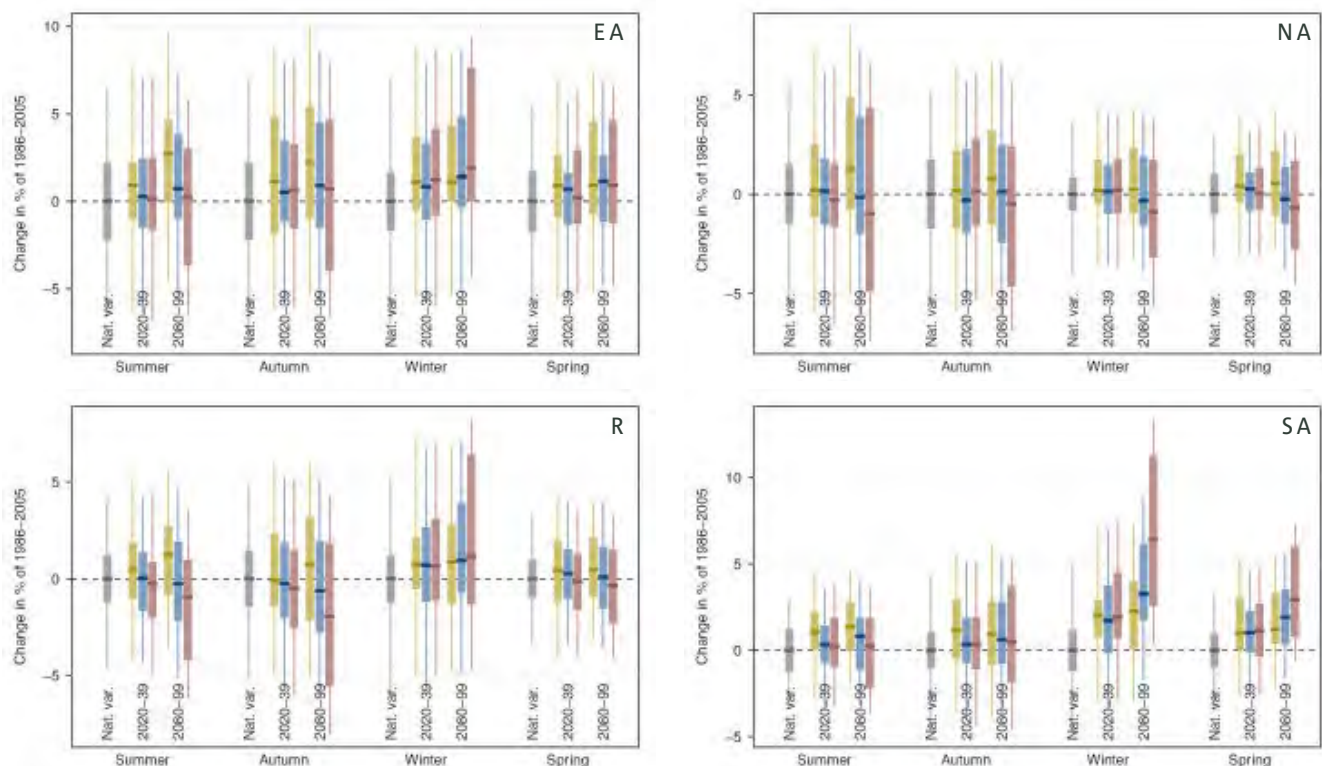 EA
Change in % of 1986–2005
10
5
0
–5
Nat. var.
2020–39
2080–99
Nat. var.
2020–39
2080–99
Nat. var.
2020–39
2080–99
Nat. var.
2020–39
2080–99
Summer Autumn Winter Spring
NA
Change in % of 1986–2005
5
0
–5
Nat. var.
2020–39
2080–99
Nat. var.
2020–39
2080–99
Nat. var.
2020–39
2080–99
Nat. var.
2020–39
2080–99
Summer Autumn Winter Spring
R
Change in % of 1986–2005
5
0
–5
Nat. var.
2020–39
2080–99
Nat. var.
2020–39
2080–99
Nat. var.
2020–39
2080–99
Nat. var.
2020–39
2080–99
Summer Autumn Winter Spring
SA
Change in % of 1986–2005
10
5
0
–5
Nat. var.
2020–39
2080–99
Nat. var.
2020–39
2080–99
Nat. var.
2020–39
2080–99
Nat. var.
2020–39
2080–99
Summer Autumn Winter Spring